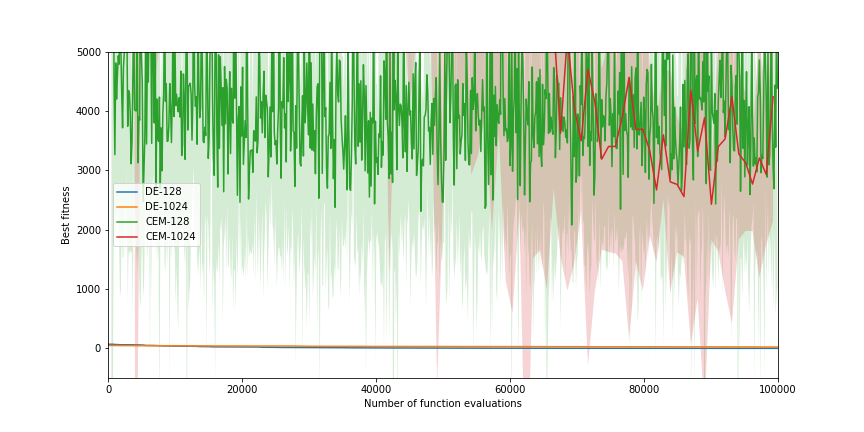 5000
4000
3000
2000
1000
0
Best fitness
DE-128
DE-1024
CEM-128
CEM-1024
0
20000
40000
60000
80000
100000
Number of function evaluations